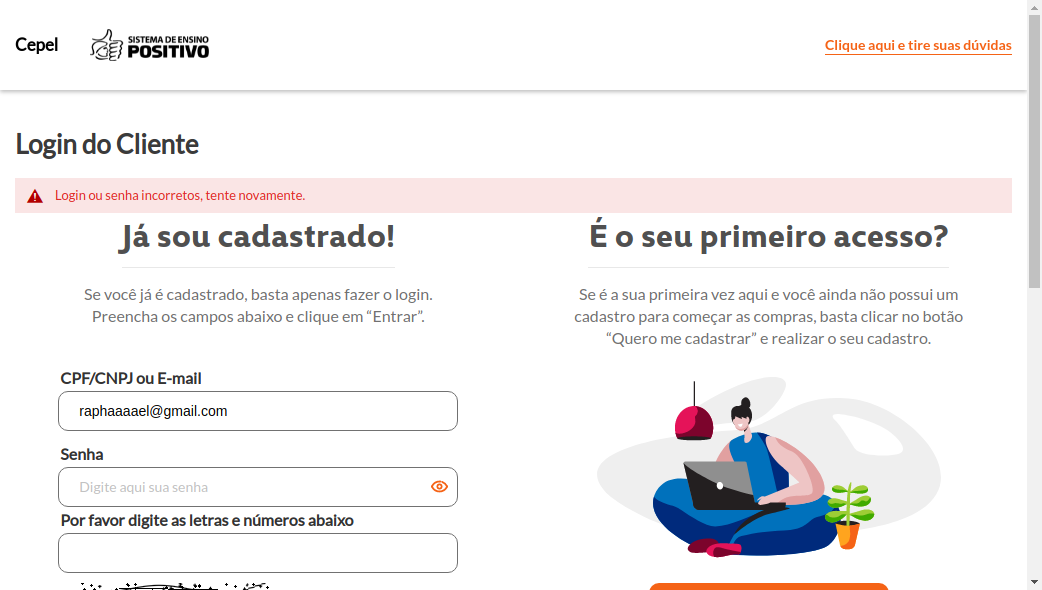 Cepel
SISTEMA DE ENSINO
POSITIVO
Clique aqui e tire suas dúvidas
Login do Cliente
Login ou senha incorretos, tente novamente.
Já sou cadastrado!
Se você já é cadastrado, basta apenas fazer o login.
Preencha os campos abaixo e clique em “Entrar”.
CPF/CNPJ ou E-mail
raphaaaael@gmail.com
Senha
Digite aqui sua senha
Por favor digite as letras e números abaixo
É o seu primeiro acesso?
Se é a sua primeira vez aqui e você ainda não possui um
cadastro para começar as compras, basta clicar no botão
“Quero me cadastrar” e realizar o seu cadastro.